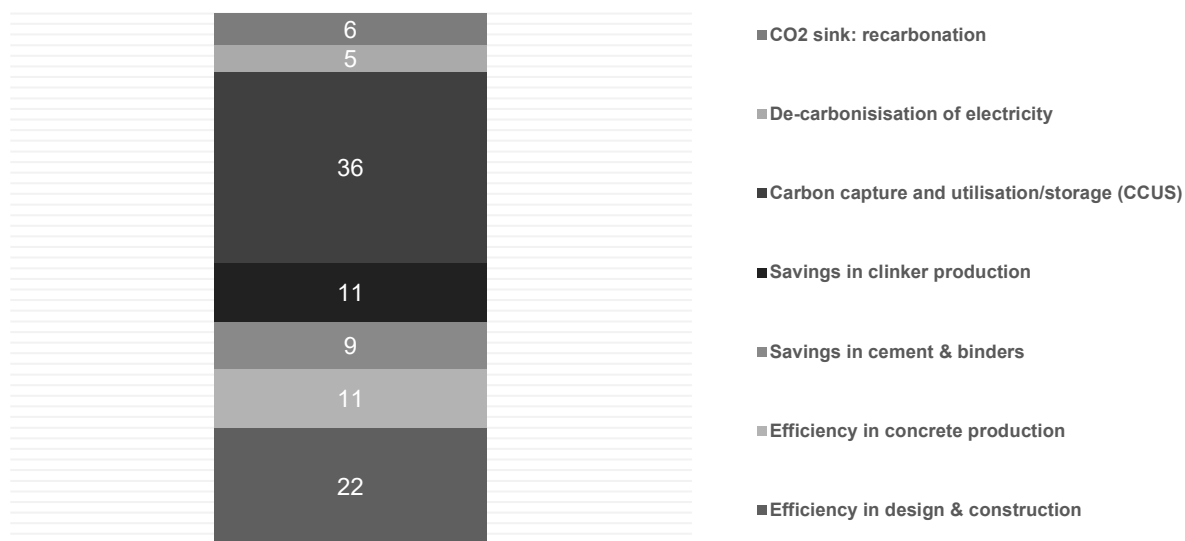 6
5
36
11
9
11
22
CO2 sink: recarbonation
De-carbonisisation of electricity
Carbon capture and utilisation/storage (CCUS)
Savings in clinker production
Savings in cement & binders
Efficiency in concrete production
Efficiency in design & construction